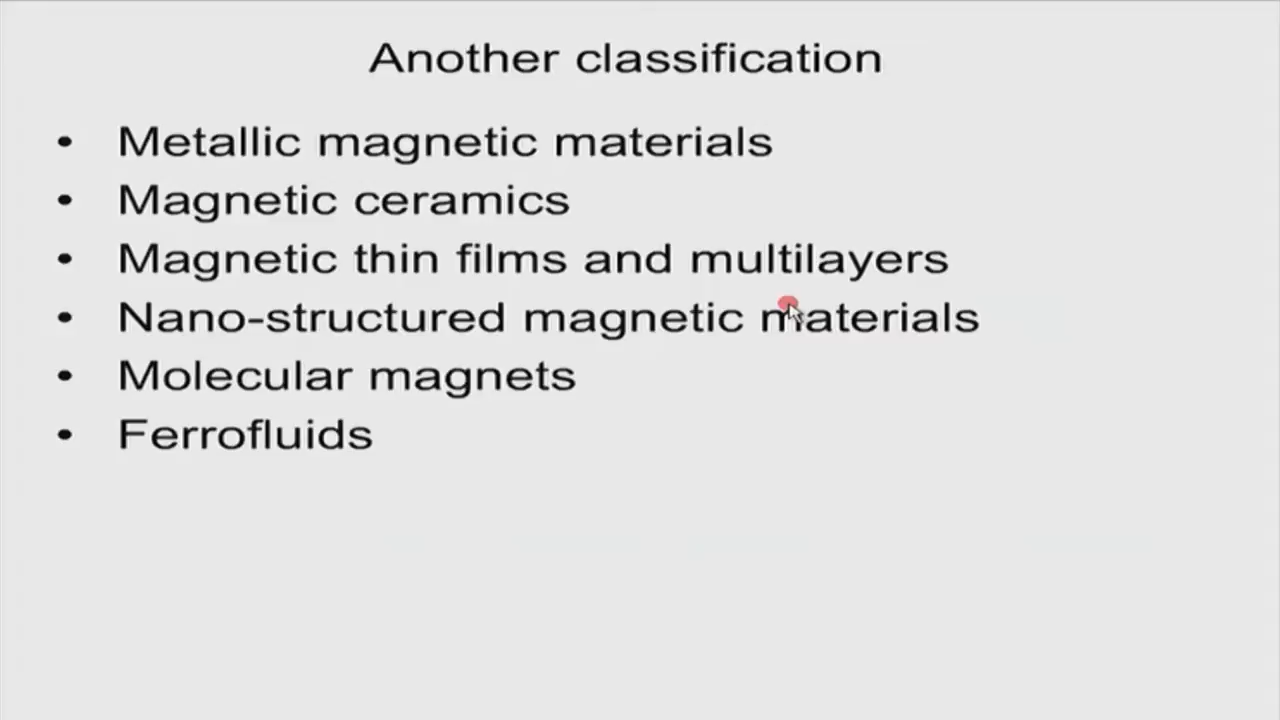 Another classification
• Metallic magnetic materials
• Magnetic ceramics
• Magnetic thin films and multilayers
• Nano-structured magnetic materials
• Molecular magnets
• Ferrofluids